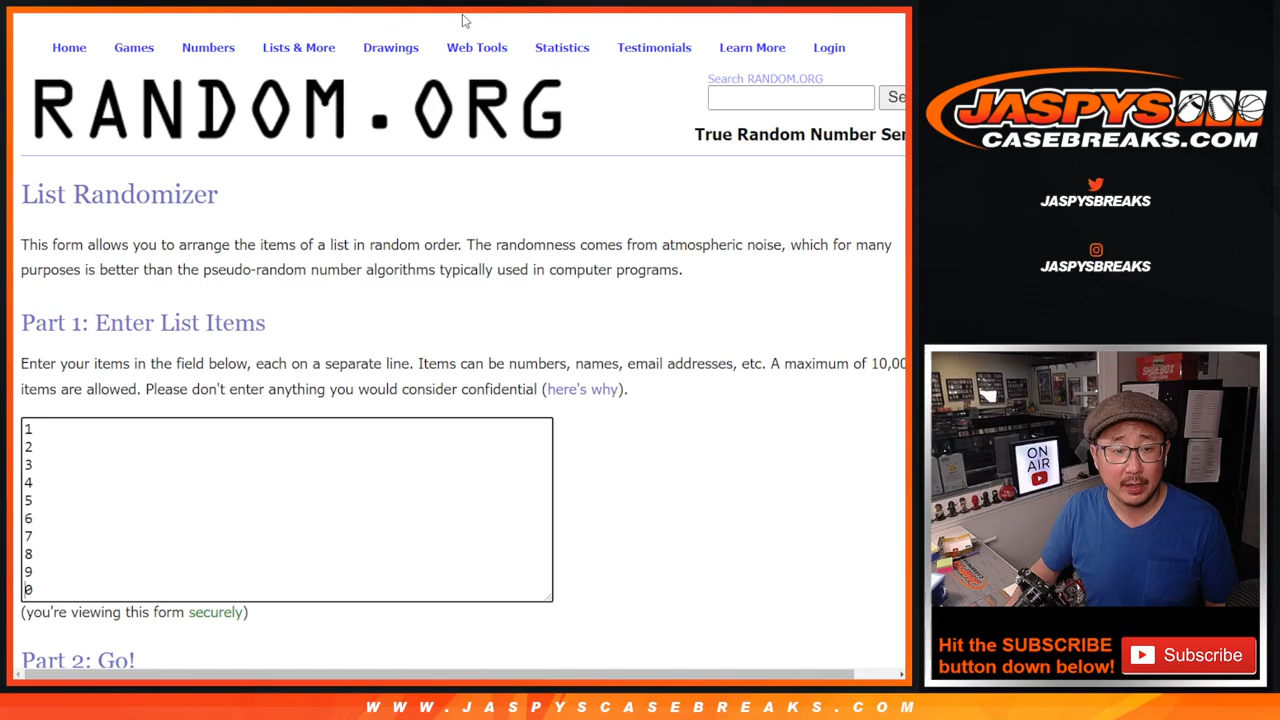 Home Games Numbers Lists & More Drawings Web Tools Statistics Testimonials Learn More Login
RANDOM.ORG
Search RANDOM.ORG
Se
True Random Number Ser
List Randomizer
This form allows you to arrange the items of a list in random order. The randomness comes from atmospheric noise, which for many
purposes is better than the pseudo-random number algorithms typically used in computer programs.
Part 1: Enter List Items
Enter your items in the field below, each on a separate line. Items can be numbers, names, email addresses, etc. A maximum of 10,00
items are allowed. Please don't enter anything you would consider confidential (here's why).
1
2
3
4
5
6
7
8
9
0
(you're viewing this form securely)
Part 2: Go!
JASPYS
CASEBREAKS.COM
JASPYSBREAKS
JASPYSBREAKS
SHOEBOX
ON
AIR
Hit the SUBSCRIBE
button down below!
Subscribe
WWW.JASPYSCASEBREAKS.COM